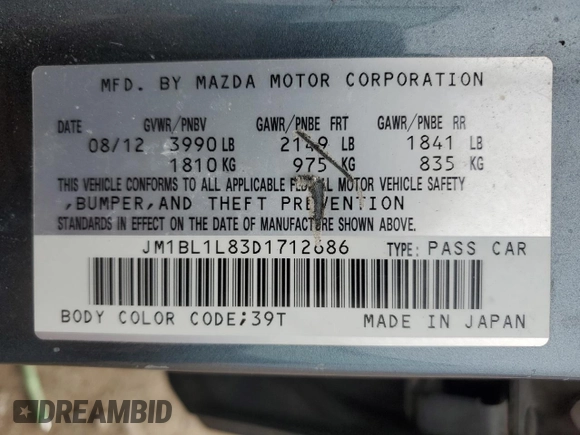 MFD. BY MAZDA MOTOR CORPORATION
DATE GVWR/PNBV GAWR/PNBE FRT GAWR/PNBE RR
08/12 3990 LB 2149 LB 1841 LB
1810 KG 975 KG 835 KG
THIS VEHICLE CONFORMS TO ALL APPLICABLE FEDERAL MOTOR VEHICLE SAFETY
,BUMPER,AND THEFT PREVENTION
STANDARDS IN EFFECT ON THE DATE OF MANUFACTURE SHOWN ABOVE.
JM1BL1L83D1712686 TYPE: PASS CAR
BODY COLOR CODE;39T MADE IN JAPAN
DREAMBID